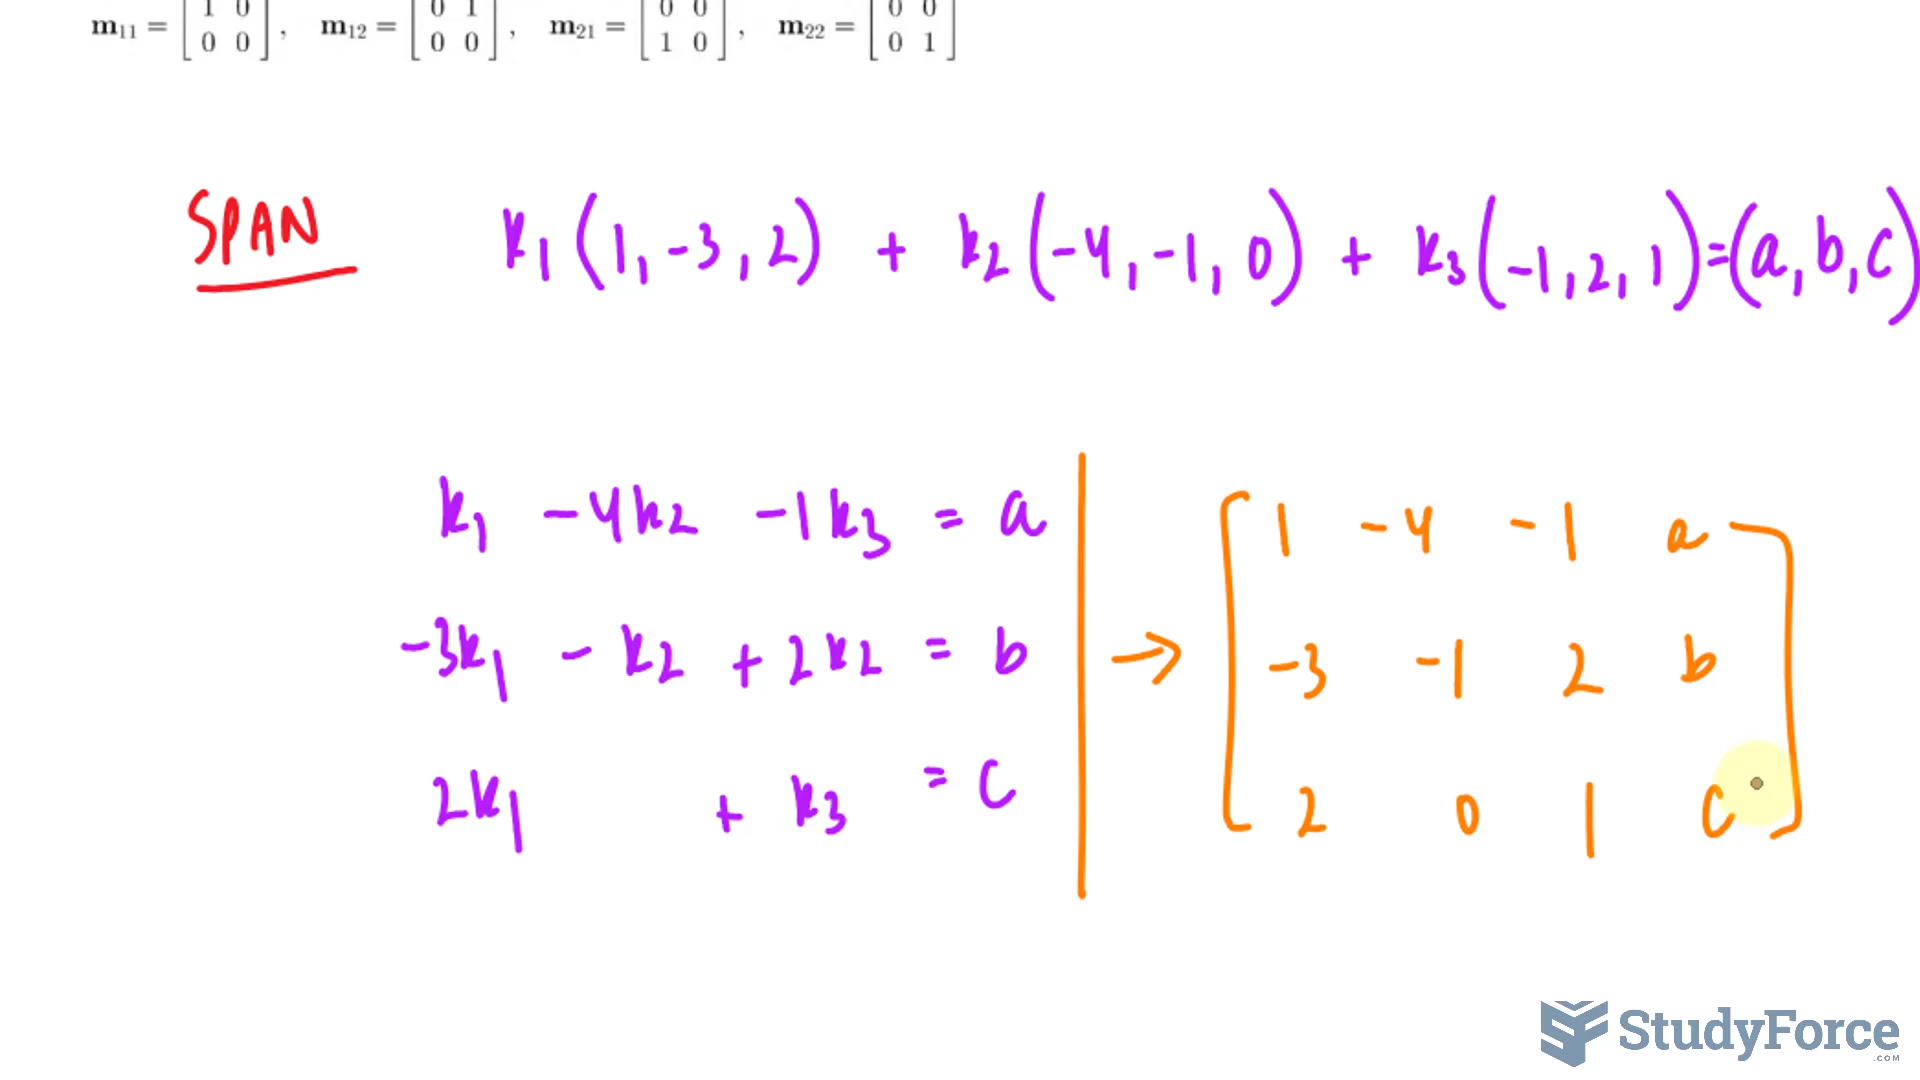 m₁₁ = [1 0; 0 0], m₁₂ = [0 1; 0 0], m₂₁ = [0 0; 1 0], m₂₂ = [0 0; 0 1]
SPAN
k₁(1, -3, 2) + k₂(-4, -1, 0) + k₃(-1, 2, 1) = (a, b, c)
k₁ - 4k₂ - 1k₃ = a
-3k₁ - k₂ + 2k₂ = b
2k₁ + k₃ = c
→
1 -4 -1 a
-3 -1 2 b
2 0 1 c
StudyForce
.COM